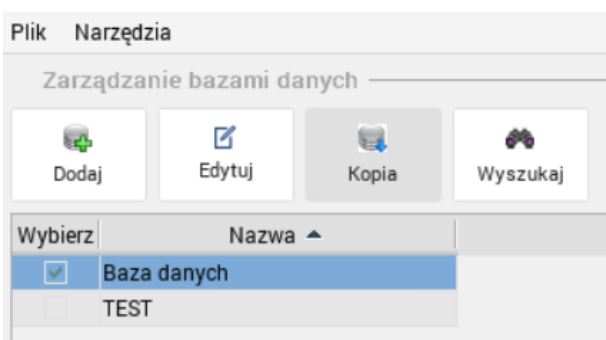 Plik Narzędzia
Zarządzanie bazami danych
Dodaj Edytuj Kopia Wyszukaj
Wybierz Nazwa
Baza danych
TEST